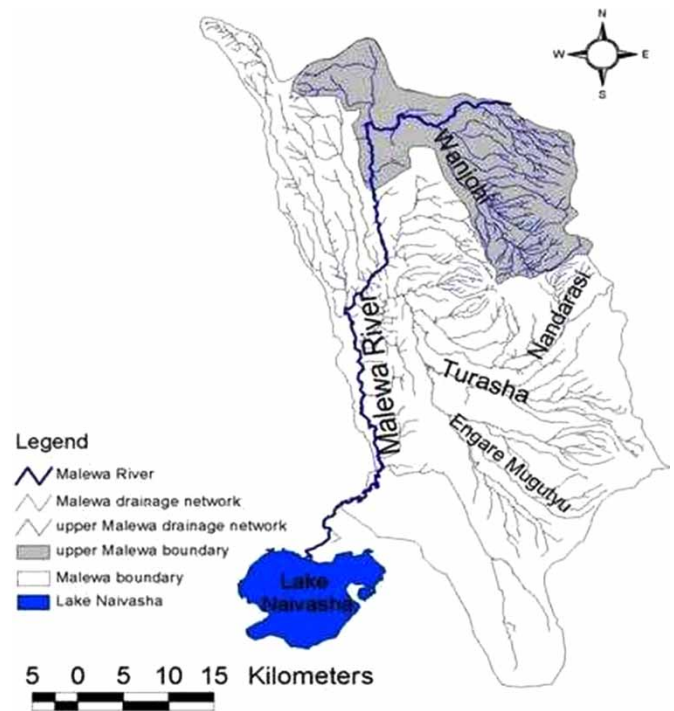 N
W E
S
Wanjohi
Nandarasi
Malewa River
Turasha
Engare Mugutyu
Legend
Malewa River
Malewa drainage network
upper Malewa drainage network
upper Malewa boundary
Malewa boundary
Lake Naivasha
Lake
Naivasha
5 0 5 10 15 Kilometers